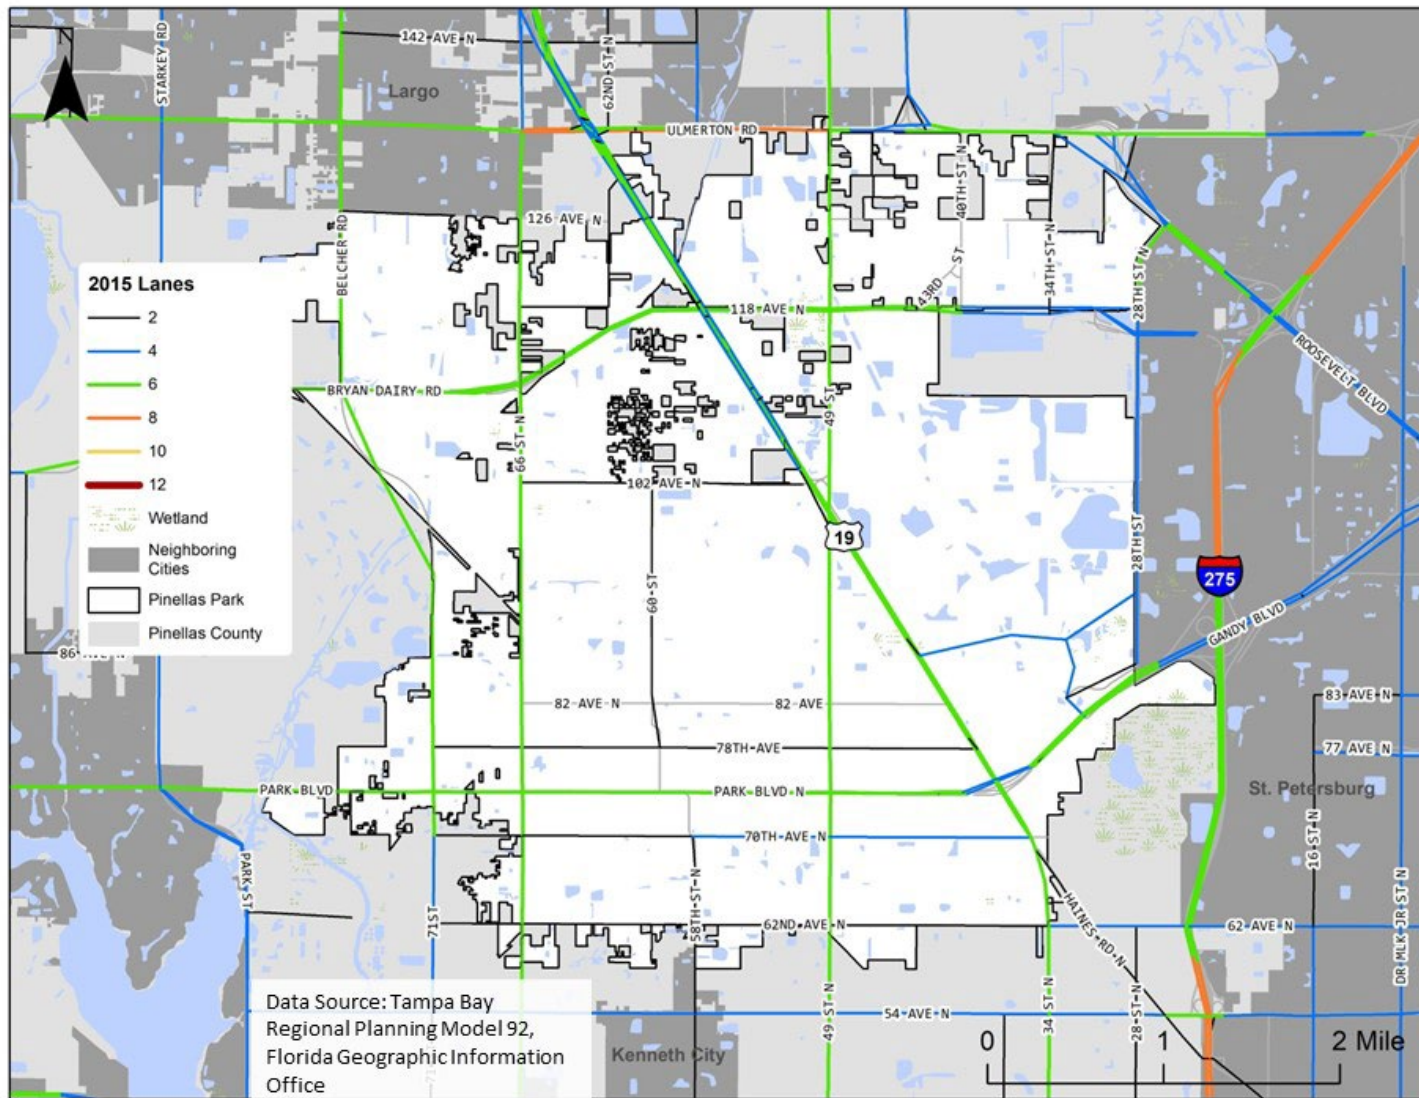 142 AVE N
STARKEY RD
62ND ST N
Largo
ULMERTON RD
40TH ST N
126 AVE N
BELCHER RD
34TH ST N
28TH ST N
43RD ST
2015 Lanes
2
4
6
8
10
12
Wetland
Neighboring
Cities
Pinellas Park
Pinellas County
118 AVE N
ROOSEVELT BLVD
BRYAN DAIRY RD
49 ST
66 ST N
102 AVE N
19
28TH ST
275
60 ST
GANDY BLVD
82 AVE N
82 AVE
83 AVE N
78TH AVE
77 AVE N
PARK BLVD
PARK BLVD N
St. Petersburg
70TH AVE N
16 ST N
PARK ST
71ST
58TH ST N
62ND AVE N
HAINES RD N
62 AVE N
DR MLK JR ST N
49 ST N
54 AVE N
34 ST N
28 ST N
Kenneth City
Data Source: Tampa Bay
Regional Planning Model 92,
Florida Geographic Information
Office
0 1 2 Mile